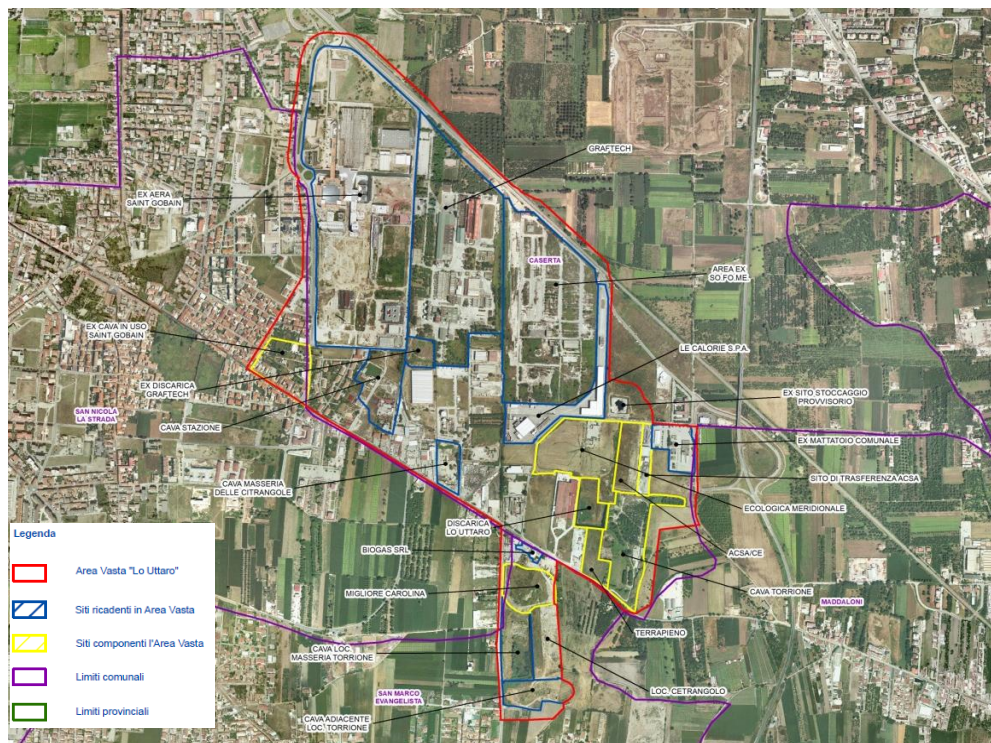 GRAFTECH
EX AERA
SAINT GOBAIN
CASERTA
AREA EX
SO.FO.ME.
EX CAVA IN USO
SAINT GOBAIN
LE CALORIE S.P.A.
EX DISCARICA
GRAFTECH
EX SITO STOCCAGGIO
PROVVISORIO
SAN NICOLA
LA STRADA
CAVA STAZIONE
EX MATTATOIO COMUNALE
CAVA MASSERIA
DELLE CITRANGOLE
SITO DI TRASFERENZA ACSA
ECOLOGICA MERIDIONALE
DISCARICA
LO UTTARO
BIOGAS SRL
ACSA/CE
MIGLIORE CAROLINA
CAVA TORRIONE
MADDALONI
TERRAPIENO
CAVA LOC.
MASSERIA TORRIONE
LOC. CETRANGOLO
SAN MARCO
EVANGELISTA
CAVA ADIACENTE
LOC. TORRIONE
Legenda
Area Vasta "Lo Uttaro"
Siti ricadenti in Area Vasta
Siti componenti l'Area Vasta
Limiti comunali
Limiti provinciali